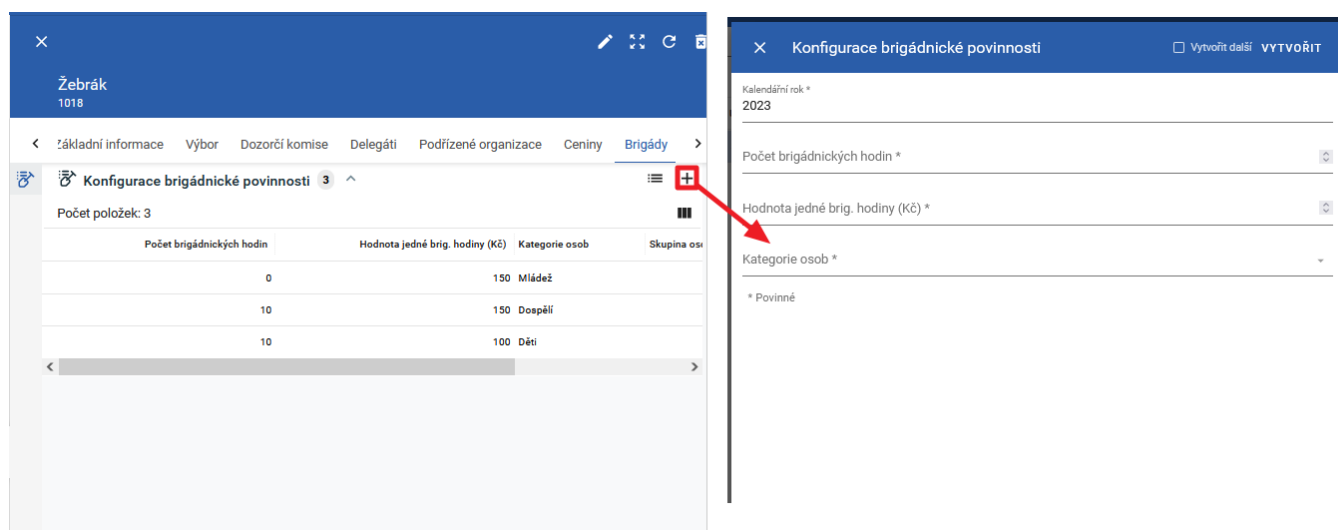 Žebrák
1018
Základní informace Výbor Dozorčí komise Delegáti Podřízené organizace Ceniny Brigády
Konfigurace brigádnické povinnosti 3
Počet položek: 3
Počet brigádnických hodin Hodnota jedné brig. hodiny (Kč) Kategorie osob Skupina oso
0 150 Mládež
10 150 Dospělí
10 100 Děti
Konfigurace brigádnické povinnosti Vytvořit další VYTVOŘIT
Kalendářní rok *
2023
Počet brigádnických hodin *
Hodnota jedné brig. hodiny (Kč) *
Kategorie osob *
* Povinné